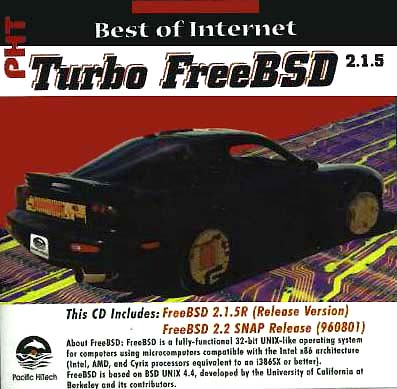 Best of Internet
PHT
Turbo FreeBSD 2.1.5
This CD Includes: FreeBSD 2.1.5R (Release Version)
FreeBSD 2.2 SNAP Release (960801)
About FreeBSD: FreeBSD is a fully-functional 32-bit UNIX-like operating system
for computers using microcomputers compatible with the Intel x86 architecture
(Intel, AMD, and Cyrix processors equivalent to an i386SX or therein).
FreeBSD is based on BSD UNIX 4.4, developed by the University of California at
Berkeley and its contributors.
Pacific HiTech